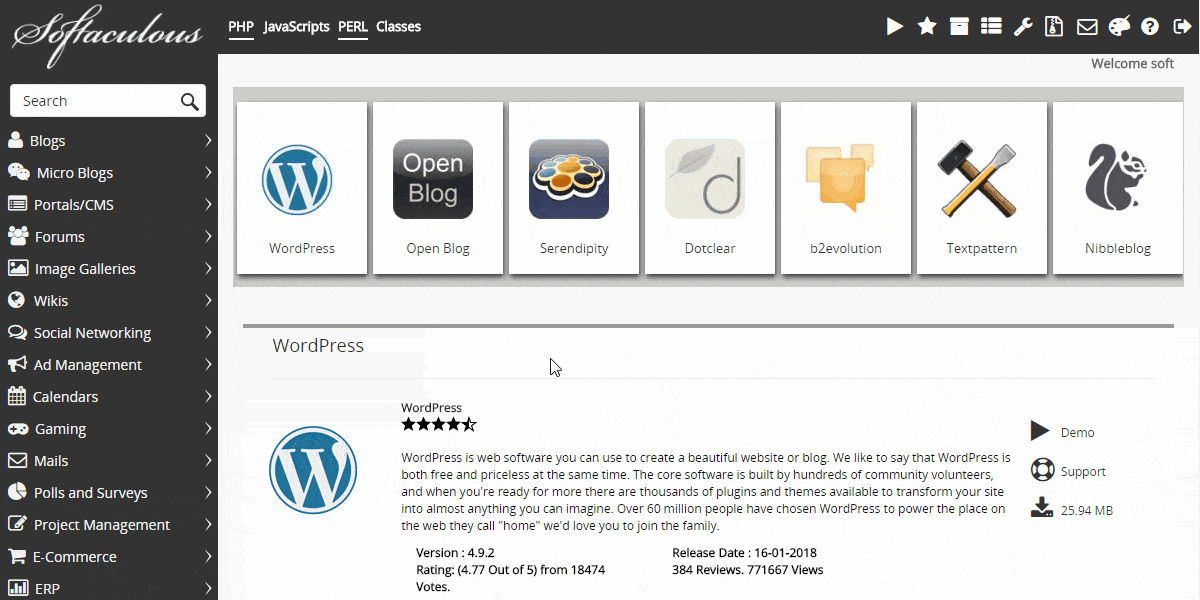 Softaculous
PHP JavaScripts PERL Classes
Welcome soft
Search
Blogs
Micro Blogs
Portals/CMS
Forums
Image Galleries
Wikis
Social Networking
Ad Management
Calendars
Gaming
Mails
Polls and Surveys
Project Management
E-Commerce
ERP
Open
Blog
d
WordPress Open Blog Serendipity Dotclear b2evolution Textpattern Nibbleblog
WordPress
WordPress
WordPress is web software you can use to create a beautiful website or blog. We like to say that WordPress is
both free and priceless at the same time. The core software is built by hundreds of community volunteers,
and when you're ready for more there are thousands of plugins and themes available to transform your site
into almost anything you can imagine. Over 60 million people have chosen WordPress to power the place on
the web they call "home" we'd love you to join the family.
Version : 4.9.2 Release Date : 16-01-2018
Rating: (4.77 Out of 5) from 18474 384 Reviews. 771667 Views
Votes.
Demo
Support
25.94 MB